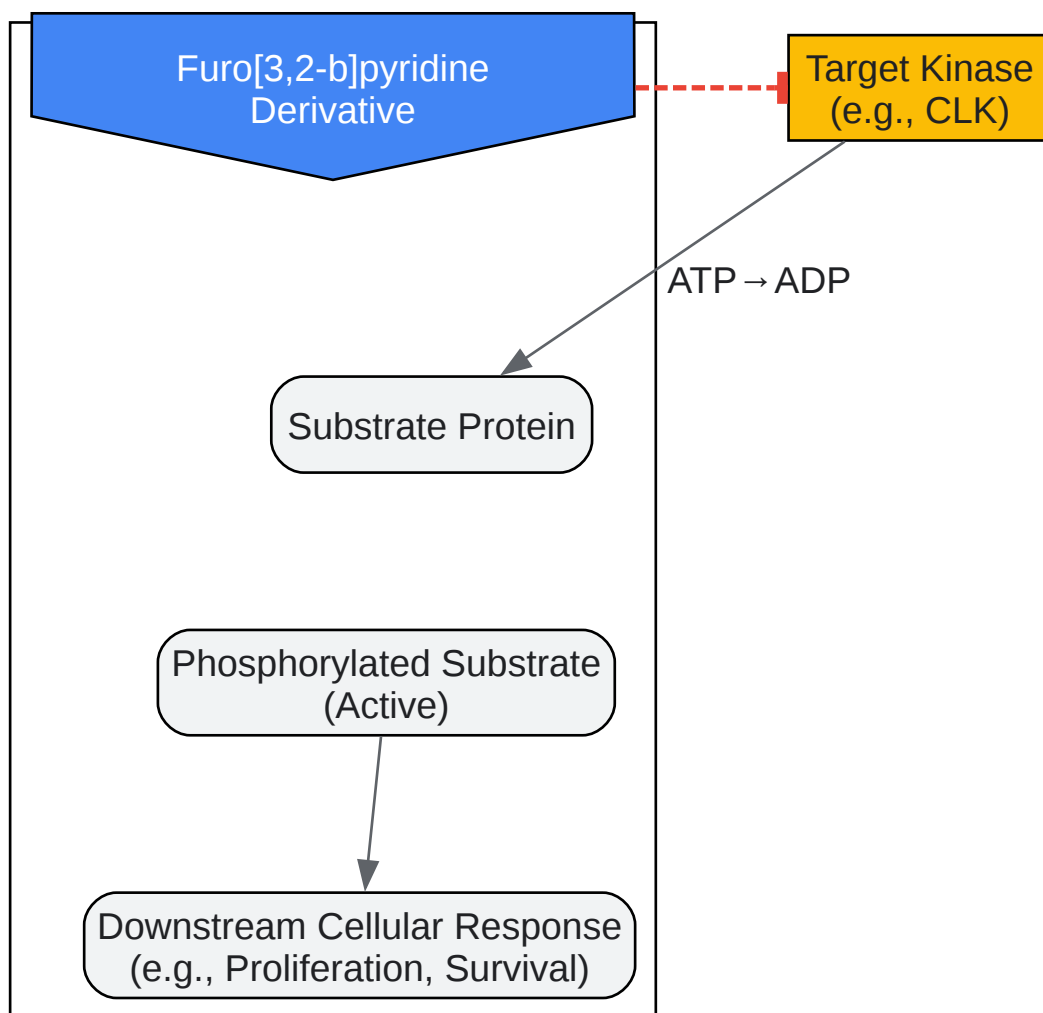 Furo[3,2-b]pyridine
Derivative
Target Kinase
(e.g., CLK)
ATP→ADP
Substrate Protein
Phosphorylated Substrate
(Active)
Downstream Cellular Response
(e.g., Proliferation, Survival)